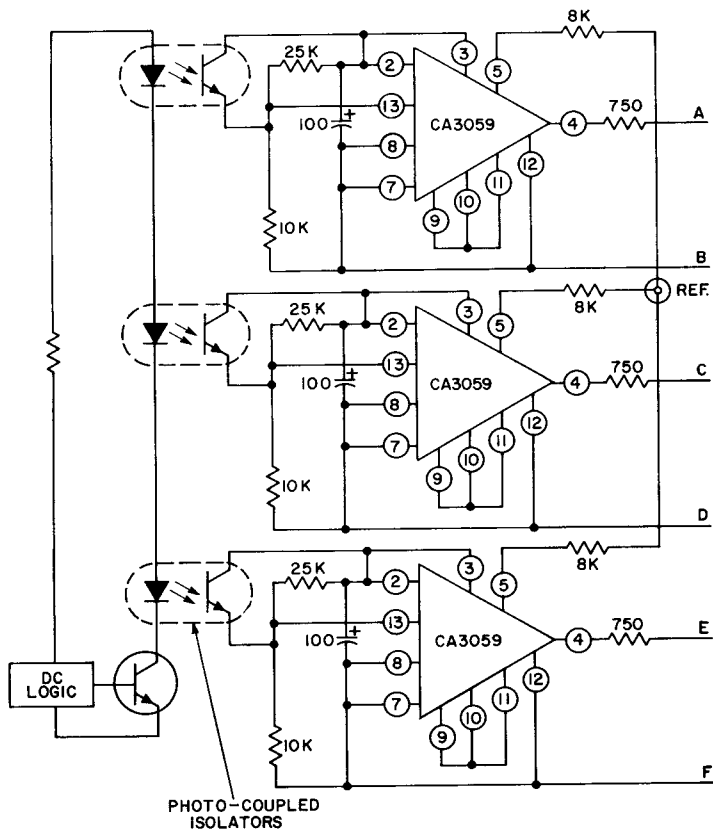 8K
25K
3
5
2
750
13
CA3059
4
A
100
+
8
12
11
7
10
9
10K
B
REF.
25K
3
5
8K
2
750
13
CA3059
4
C
100
+
8
12
11
7
10
9
10K
D
25K
3
5
8K
2
750
13
CA3059
4
E
100
+
8
12
DC
LOGIC
11
7
10
9
10K
F
PHOTO-COUPLED
ISOLATORS